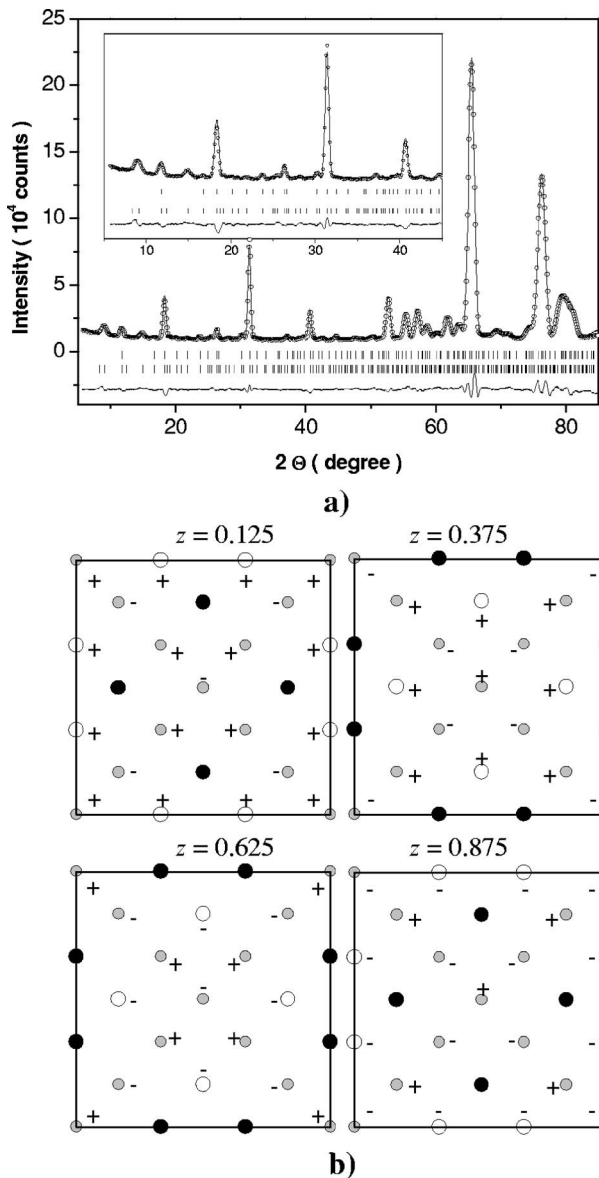 25
20
15
10
5
0
Intensity ( 10⁴ counts)
10 20 30 40
20 40 60 80
2 Θ ( degree )
a)
z = 0.125 z = 0.375
z = 0.625 z = 0.875
b)